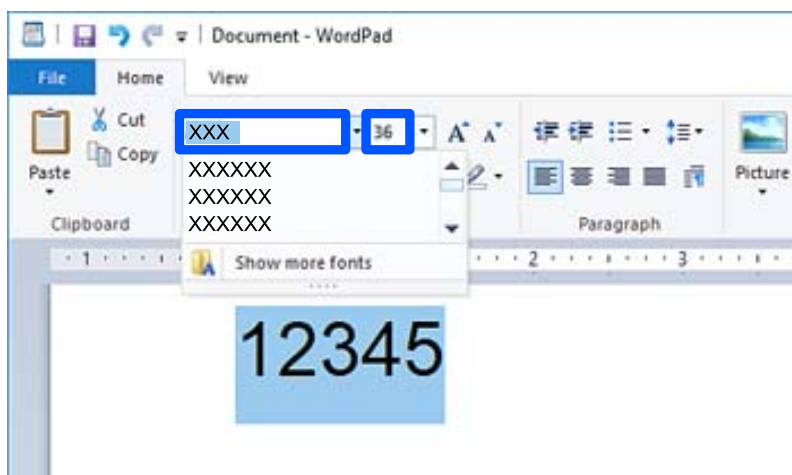 Document - WordPad
File Home View
Cut
XXX 36 A A
Copy
Paste
XXXXXX
XXXXXX
XXXXXX
Picture
Clipboard Paragraph
1 2 3
Show more fonts
12345